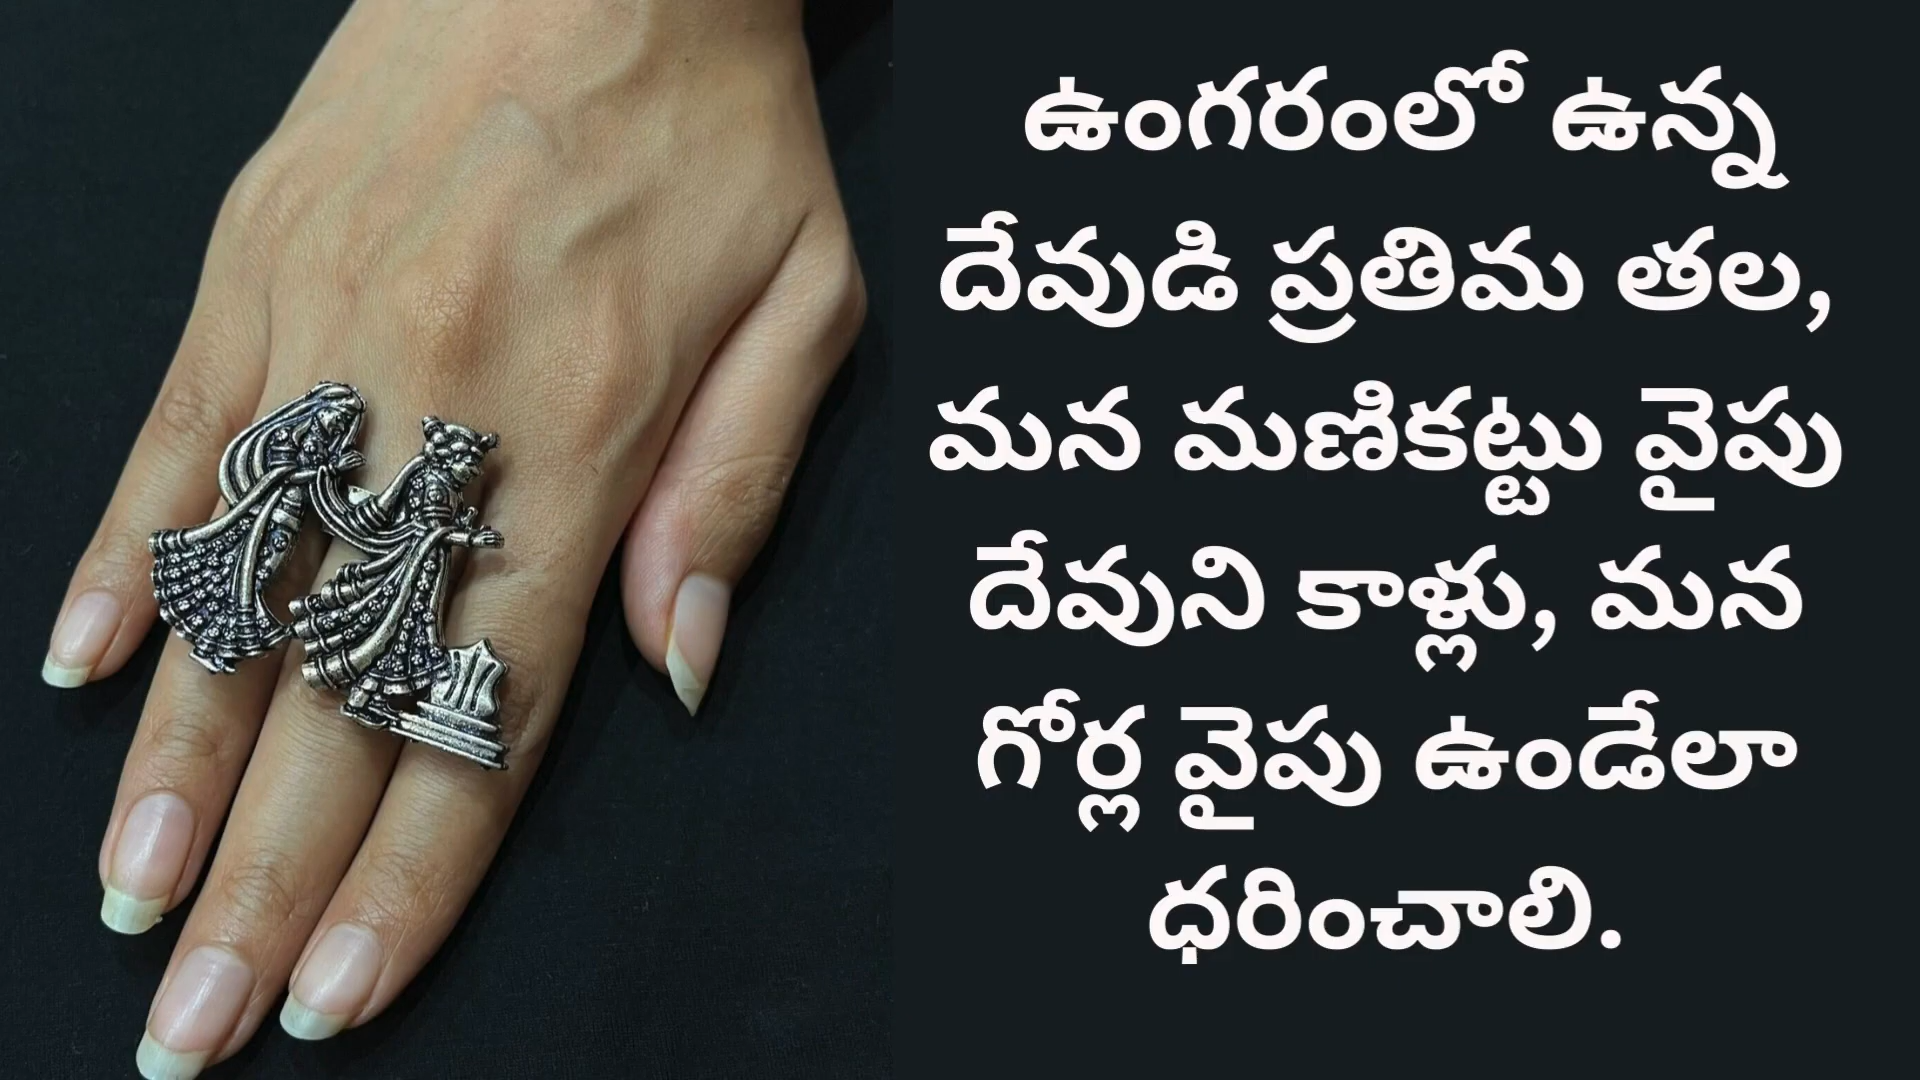 ఉంగరంలో ఉన్న
దేవుడి ప్రతిమ తల,
మన మణికట్టు వైపు
దేవుని కాళ్లు, మన
గోర్ల వైపు ఉండేలా
ధరించాలి.